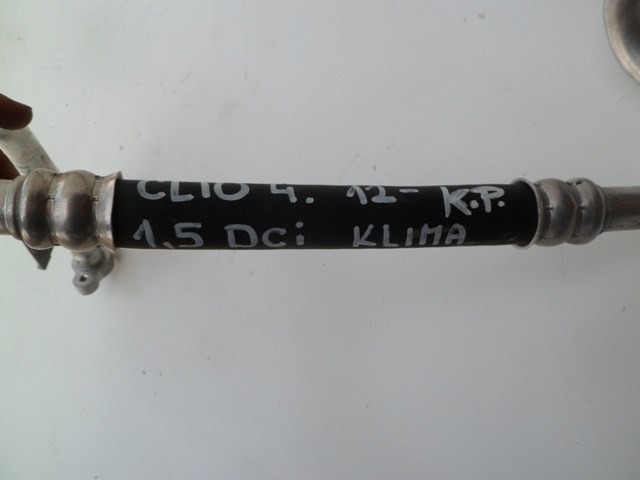 CLIO 4. 12- K.P.
1,5 DCi KLIMA